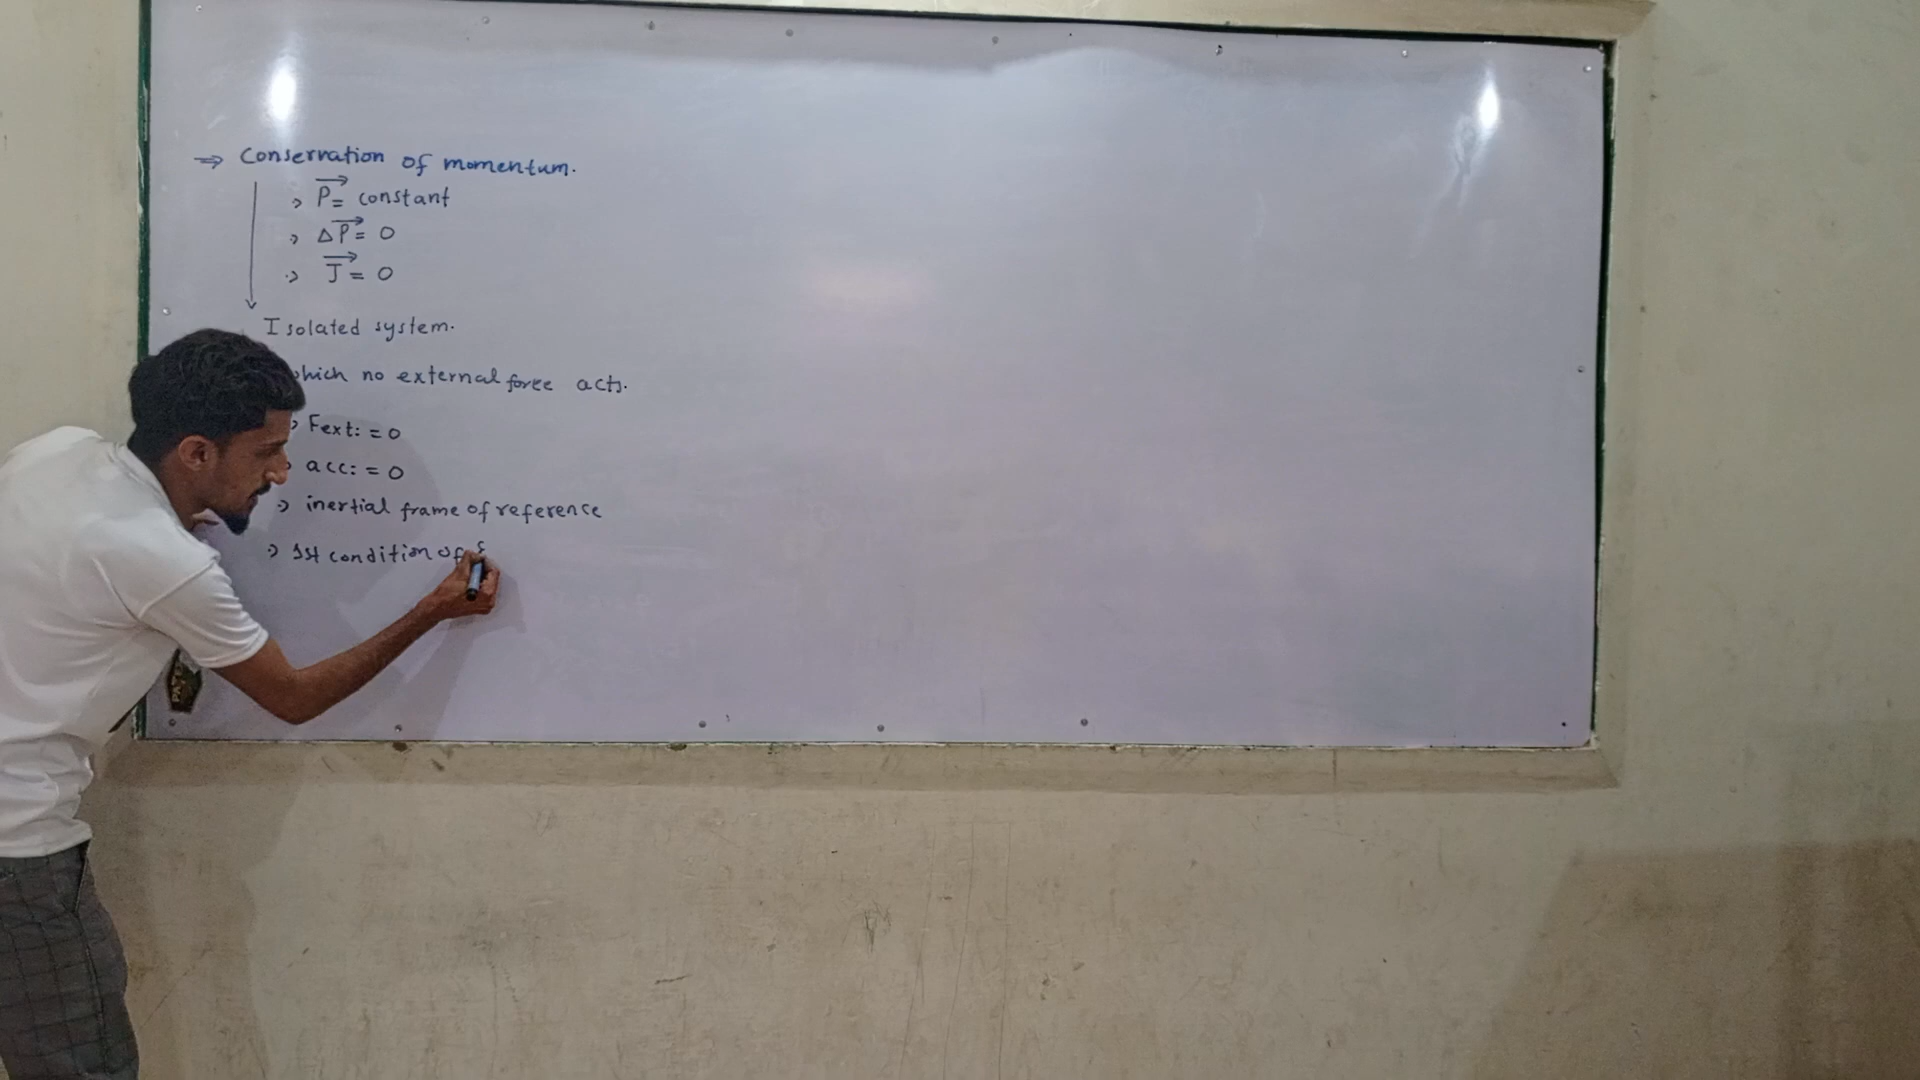 ⇒ Conservation of momentum.
› P⃗ = constant
› ΔP⃗ = 0
› J⃗ = 0
Isolated system.
which no external force acts.
› Fext: = 0
› acc: = 0
› inertial frame of reference
› 1st condition of